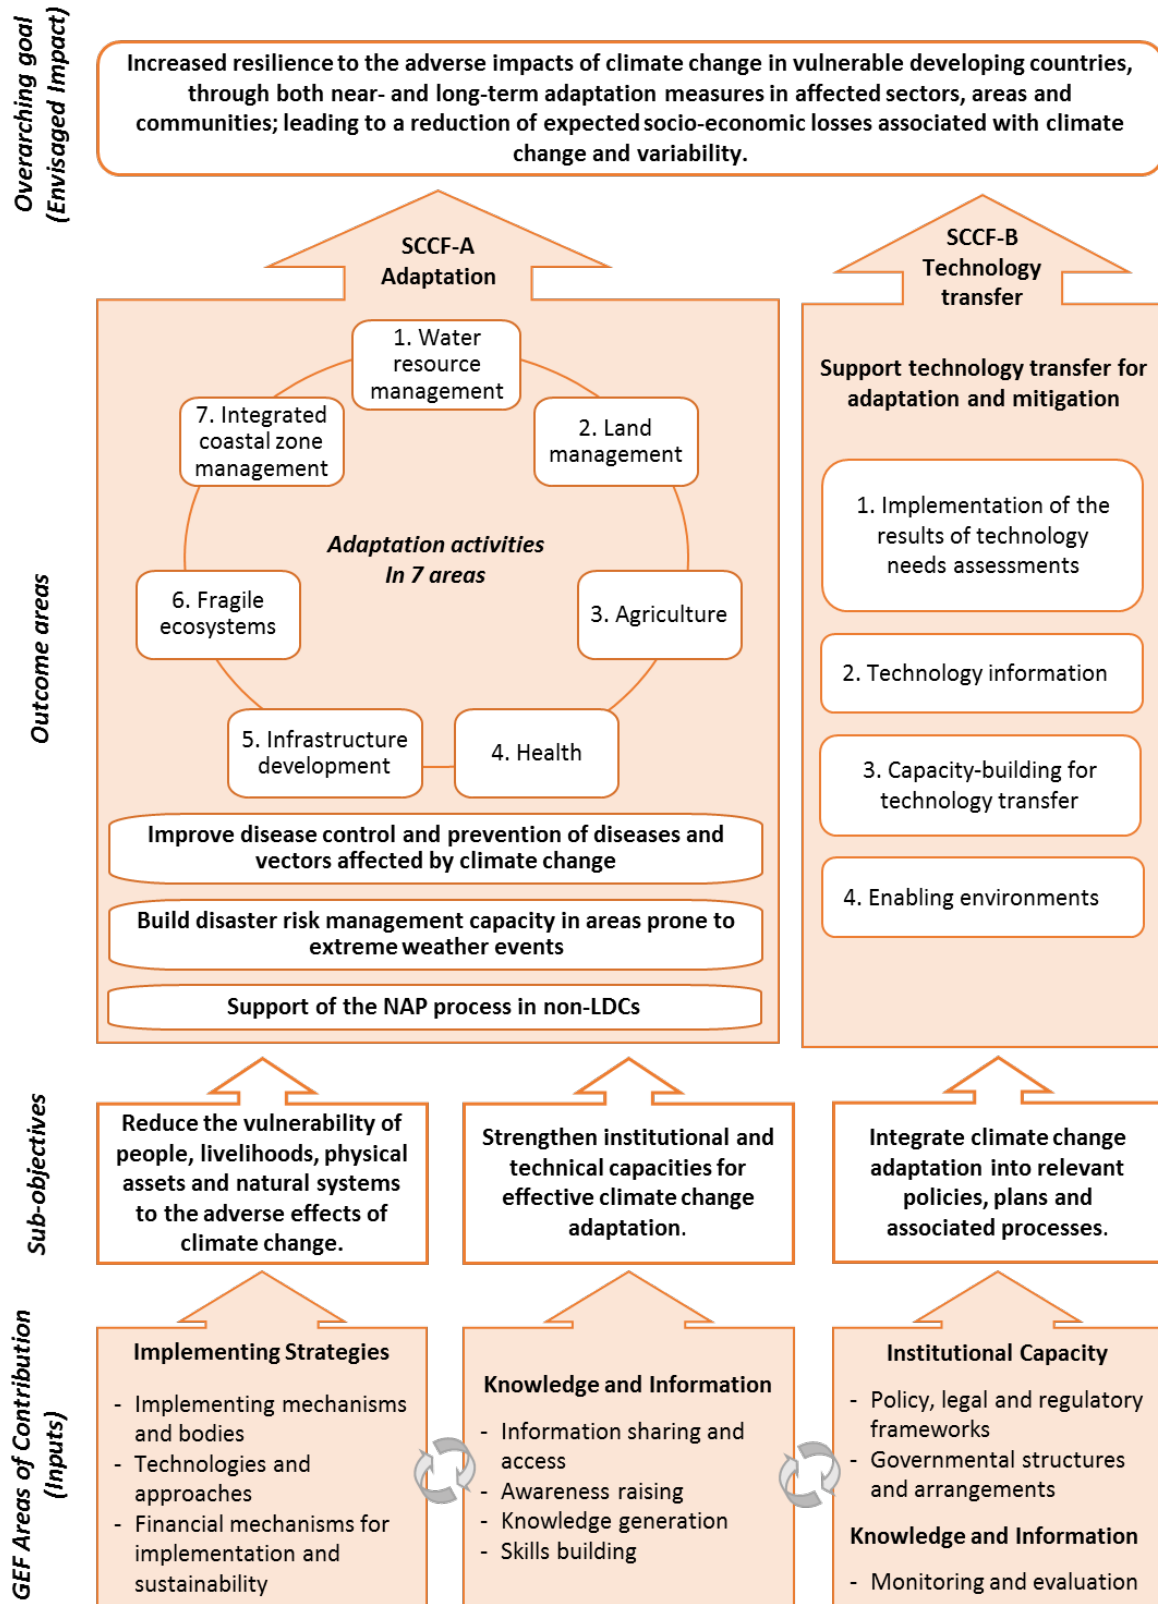 Overarching goal
(Envisaged Impact)
Increased resilience to the adverse impacts of climate change in vulnerable developing countries,
through both near- and long-term adaptation measures in affected sectors, areas and
communities; leading to a reduction of expected socio-economic losses associated with climate
change and variability.
SCCF-A
Adaptation
SCCF-B
Technology
transfer
Outcome areas
1. Water
resource
management
2. Land
management
3. Agriculture
4. Health
5. Infrastructure
development
6. Fragile
ecosystems
7. Integrated
coastal zone
management
Adaptation activities
In 7 areas
Improve disease control and prevention of diseases and
vectors affected by climate change
Build disaster risk management capacity in areas prone to
extreme weather events
Support of the NAP process in non-LDCs
Support technology transfer for
adaptation and mitigation
1. Implementation of the
results of technology
needs assessments
2. Technology information
3. Capacity-building for
technology transfer
4. Enabling environments
Sub-objectives
Reduce the vulnerability of
people, livelihoods, physical
assets and natural systems
to the adverse effects of
climate change.
Strengthen institutional and
technical capacities for
effective climate change
adaptation.
Integrate climate change
adaptation into relevant
policies, plans and
associated processes.
GEF Areas of Contribution
(Inputs)
Implementing Strategies
- Implementing mechanisms
and bodies
- Technologies and
approaches
- Financial mechanisms for
implementation and
sustainability
Knowledge and Information
- Information sharing and
access
- Awareness raising
- Knowledge generation
- Skills building
Institutional Capacity
- Policy, legal and regulatory
frameworks
- Governmental structures
and arrangements
Knowledge and Information
- Monitoring and evaluation